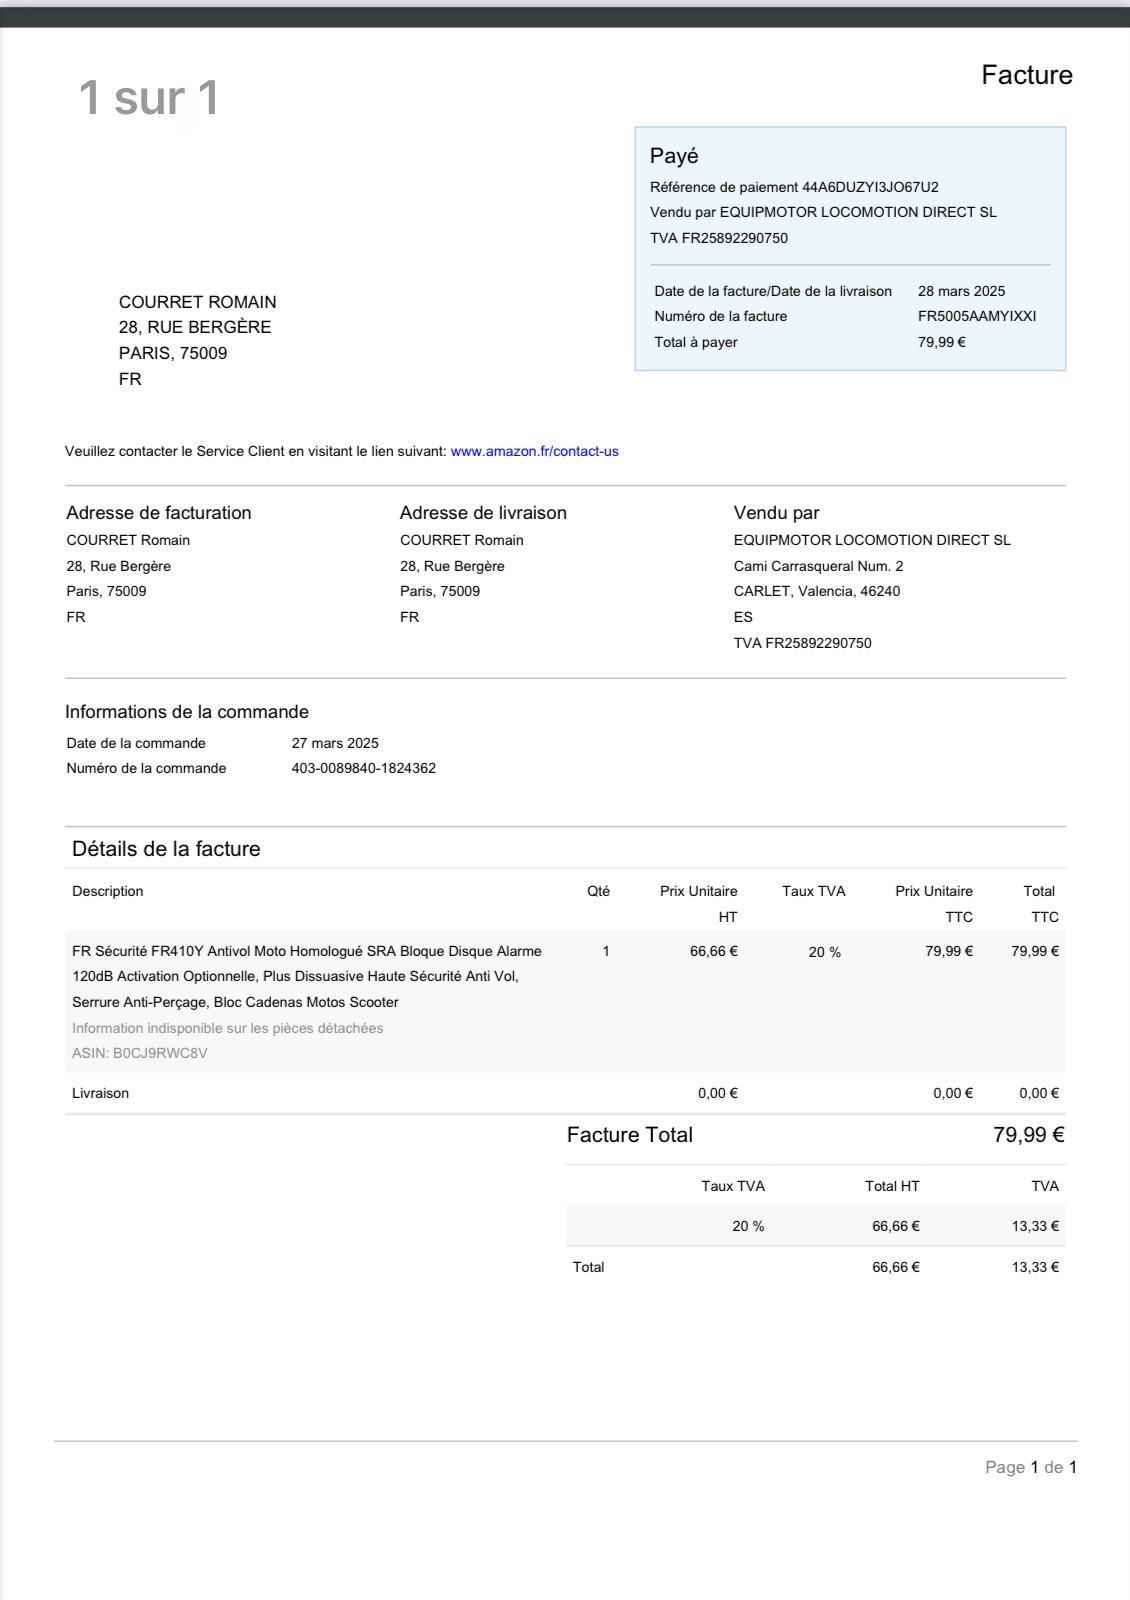 1 sur 1
Facture
Payé
Référence de paiement 44A6DUZYI3JO67U2
Vendu par EQUIPMOTOR LOCOMOTION DIRECT SL
TVA FR25892290750
Date de la facture/Date de la livraison 28 mars 2025
Numéro de la facture FR5005AAMYIXXI
Total à payer 79,99 €
COURRET ROMAIN
28, RUE BERGÈRE
PARIS, 75009
FR
Veuillez contacter le Service Client en visitant le lien suivant: www.amazon.fr/contact-us
Adresse de facturation
COURRET Romain
28, Rue Bergère
Paris, 75009
FR
Adresse de livraison
COURRET Romain
28, Rue Bergère
Paris, 75009
FR
Vendu par
EQUIPMOTOR LOCOMOTION DIRECT SL
Cami Carrasqueral Num. 2
CARLET, Valencia, 46240
ES
TVA FR25892290750
Informations de la commande
Date de la commande 27 mars 2025
Numéro de la commande 403-0089840-1824362
Détails de la facture
Description Qté Prix Unitaire Taux TVA Prix Unitaire Total
HT TTC TTC
FR Sécurité FR410Y Antivol Moto Homologué SRA Bloque Disque Alarme 1 66,66 € 20 % 79,99 € 79,99 €
120dB Activation Optionnelle, Plus Dissuasive Haute Sécurité Anti Vol,
Serrure Anti-Perçage, Bloc Cadenas Motos Scooter
Information indisponible sur les pièces détachées
ASIN: B0CJ9RWC8V
Livraison 0,00 € 0,00 € 0,00 €
Facture Total 79,99 €
Taux TVA Total HT TVA
20 % 66,66 € 13,33 €
Total 66,66 € 13,33 €
Page 1 de 1